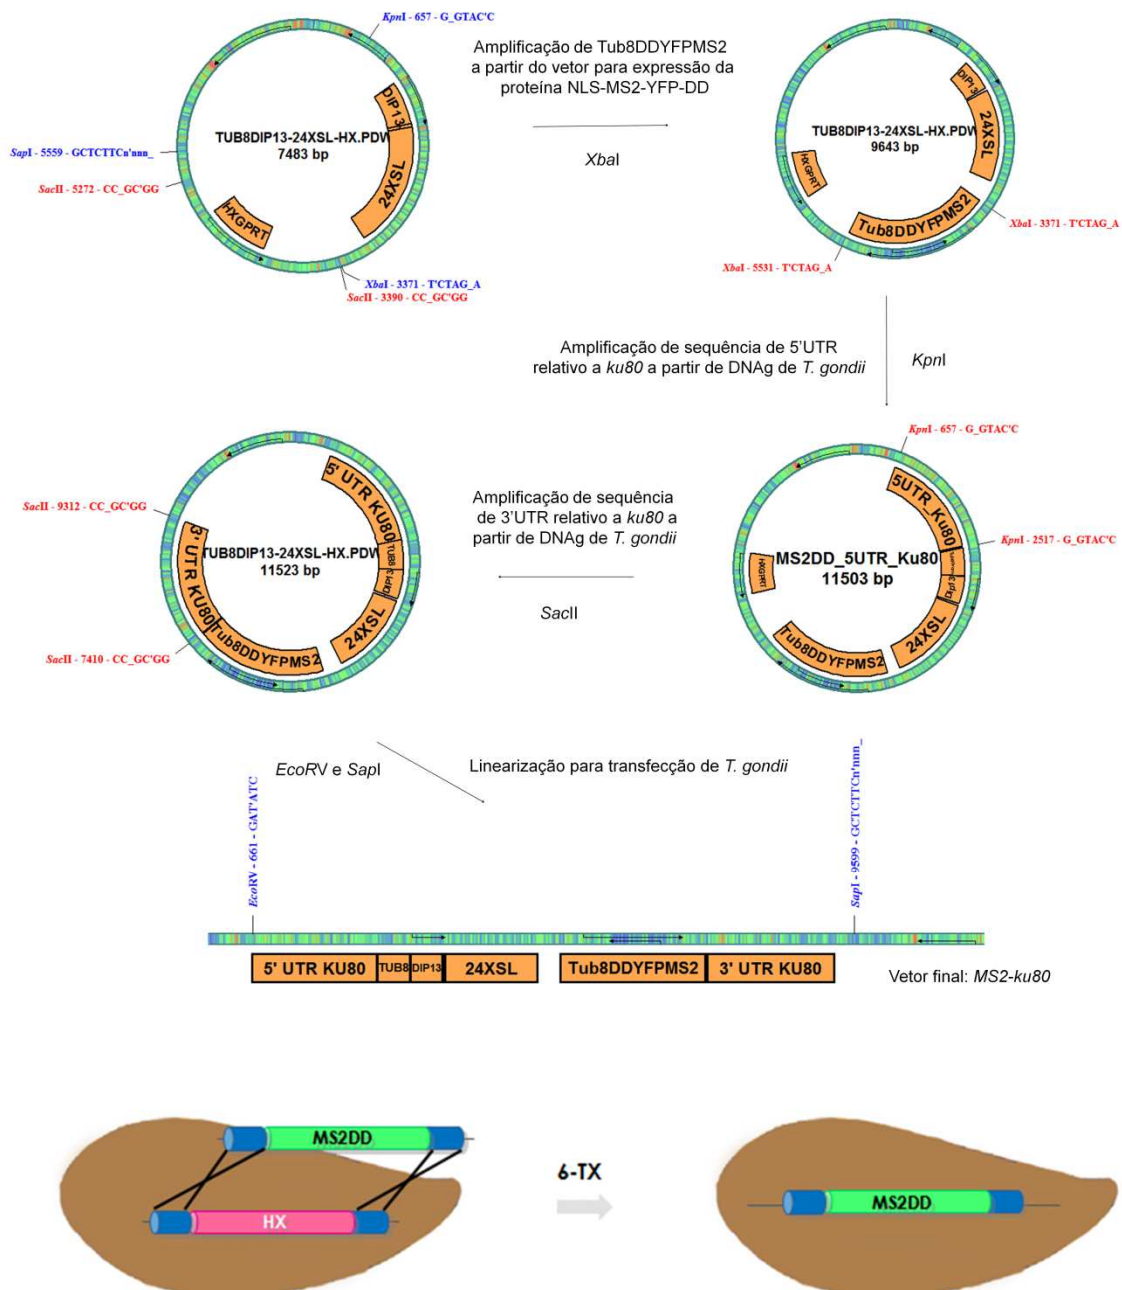 KpnI - 657 - G_GTAC'C
DIP13
24XSL
HXGPRT
TUB8DIP13-24XSL-HX.PDW
7483 bp
SapI - 5559 - GCTCTTCn'nnn_
SacII - 5272 - CC_GC'GG
XbaI - 3371 - T'CTAG_A
SacII - 3390 - CC_GC'GG
Amplificação de Tub8DDYFPMS2
a partir do vetor para expressão da
proteína NLS-MS2-YFP-DD
XbaI
DIP13
24XSL
HXGPRT
Tub8DDYFPMS2
TUB8DIP13-24XSL-HX.PDW
9643 bp
XbaI - 3371 - T'CTAG_A
XbaI - 5531 - T'CTAG_A
Amplificação de sequência de 5'UTR
relativo a ku80 a partir de DNAg de T. gondii
KpnI
KpnI - 657 - G_GTAC'C
5UTR_Ku80
KpnI - 2517 - G_GTAC'C
Dip13
24XSL
Tub8DDYFPMS2
HXGPRT
MS2DD_5UTR_Ku80
11503 bp
Amplificação de sequência
de 3'UTR relativo a ku80 a
partir de DNAg de T. gondii
SacII
5' UTR KU80
TUB8
DIP13
24XSL
Tub8DDYFPMS2
3' UTR KU80
TUB8DIP13-24XSL-HX.PDW
11523 bp
SacII - 9312 - CC_GC'GG
SacII - 7410 - CC_GC'GG
EcoRV e SapI
Linearização para transfecção de T. gondii
EcoRV - 661 - GAT'ATC
SapI - 9599 - GCTCTTCn'nnn_
5' UTR KU80
TUB8
DIP13
24XSL
Tub8DDYFPMS2
3' UTR KU80
Vetor final: MS2-ku80
MS2DD
HX
6-TX
MS2DD